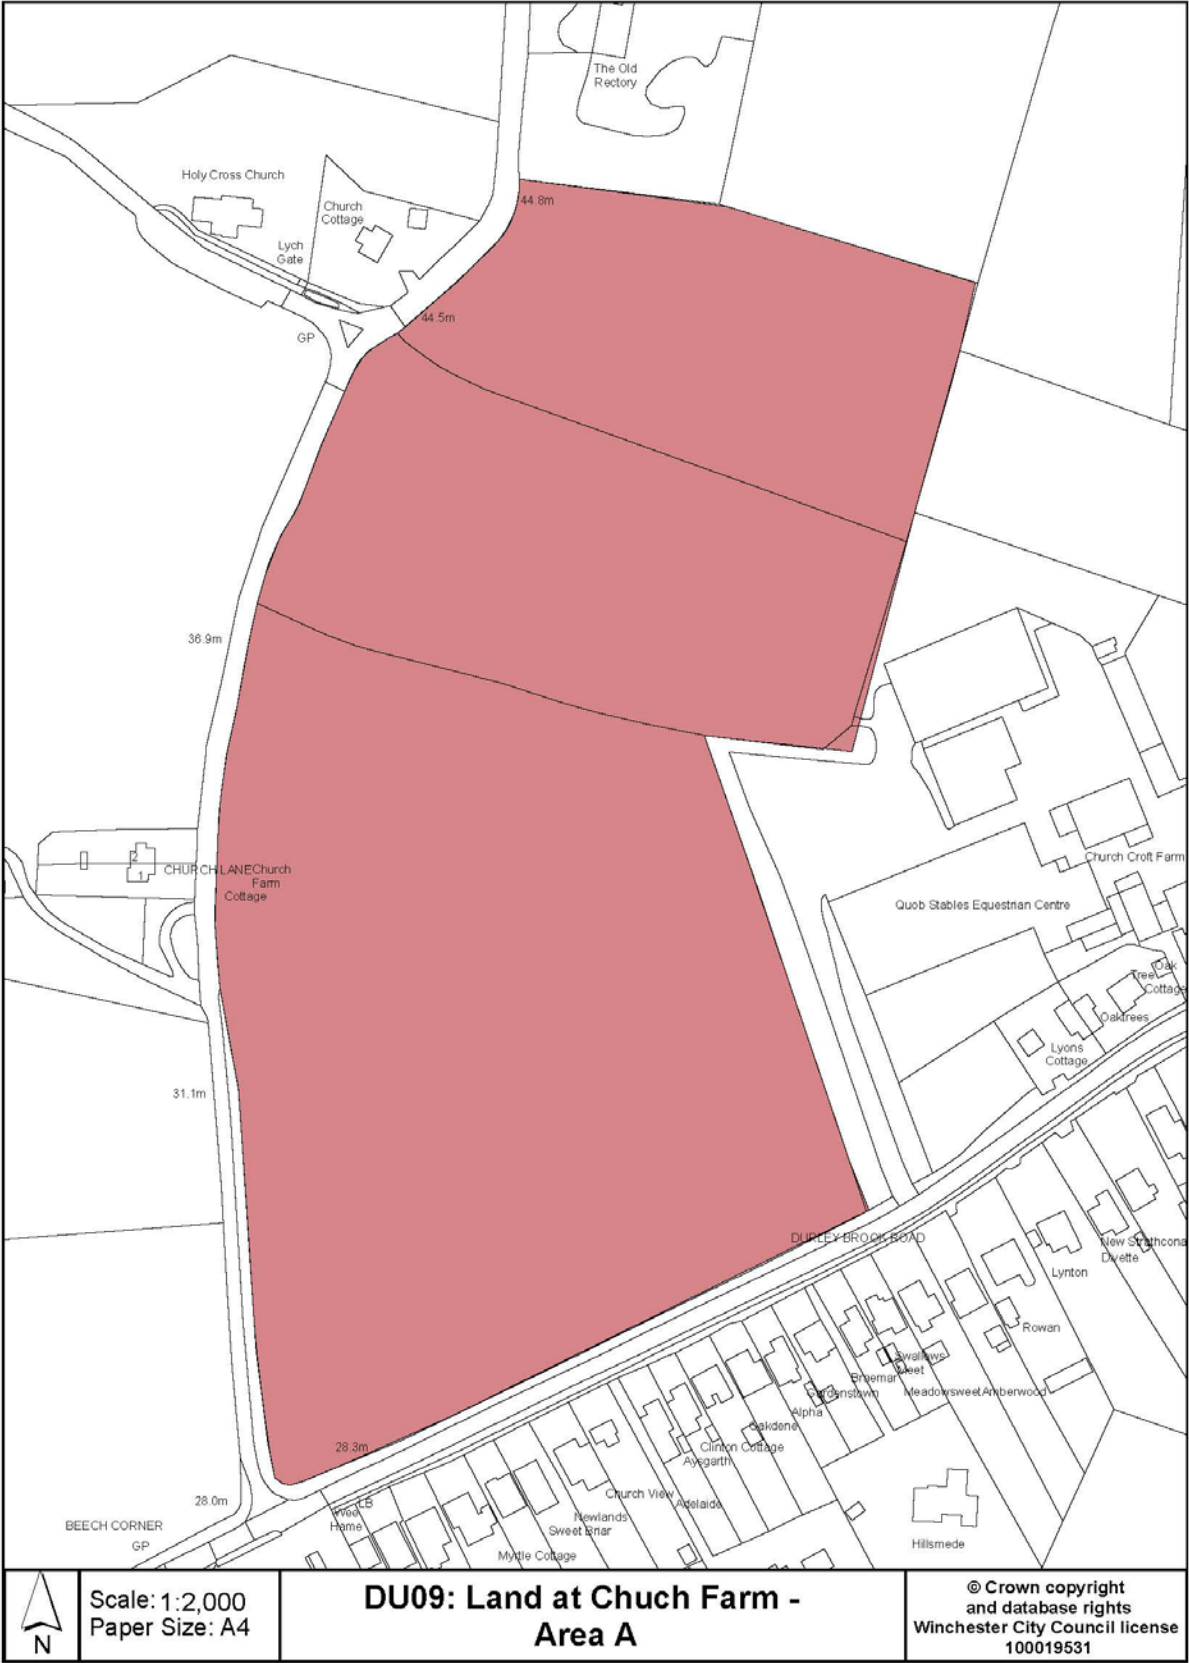 The Old
Rectory
Holy Cross Church
44.8m
Church
Cottage
Lych
Gate
44.5m
GP
36.9m
2
1
CHURCH LANE
Church
Farm
Cottage
Church Croft Farm
Quob Stables Equestrian Centre
Oak
Tree
Cottage
Oaktrees
Lyons
Cottage
31.1m
DURLEY BROOK ROAD
New Strathcona
Divette
Lynton
Rowan
Swallows
Meet
Braemar
Gardenstown
Meadowsweet
Amberwood
Alpha
Oakdene
28.3m
Clinton Cottage
Aysgarth
28.0m
LB
Wee
Hame
Church View
Adelaide
Newlands
Sweet Briar
BEECH CORNER
GP
Myrtle Cottage
Hillsmede
N
Scale: 1:2,000
Paper Size: A4
DU09: Land at Chuch Farm -
Area A
© Crown copyright
and database rights
Winchester City Council license
100019531